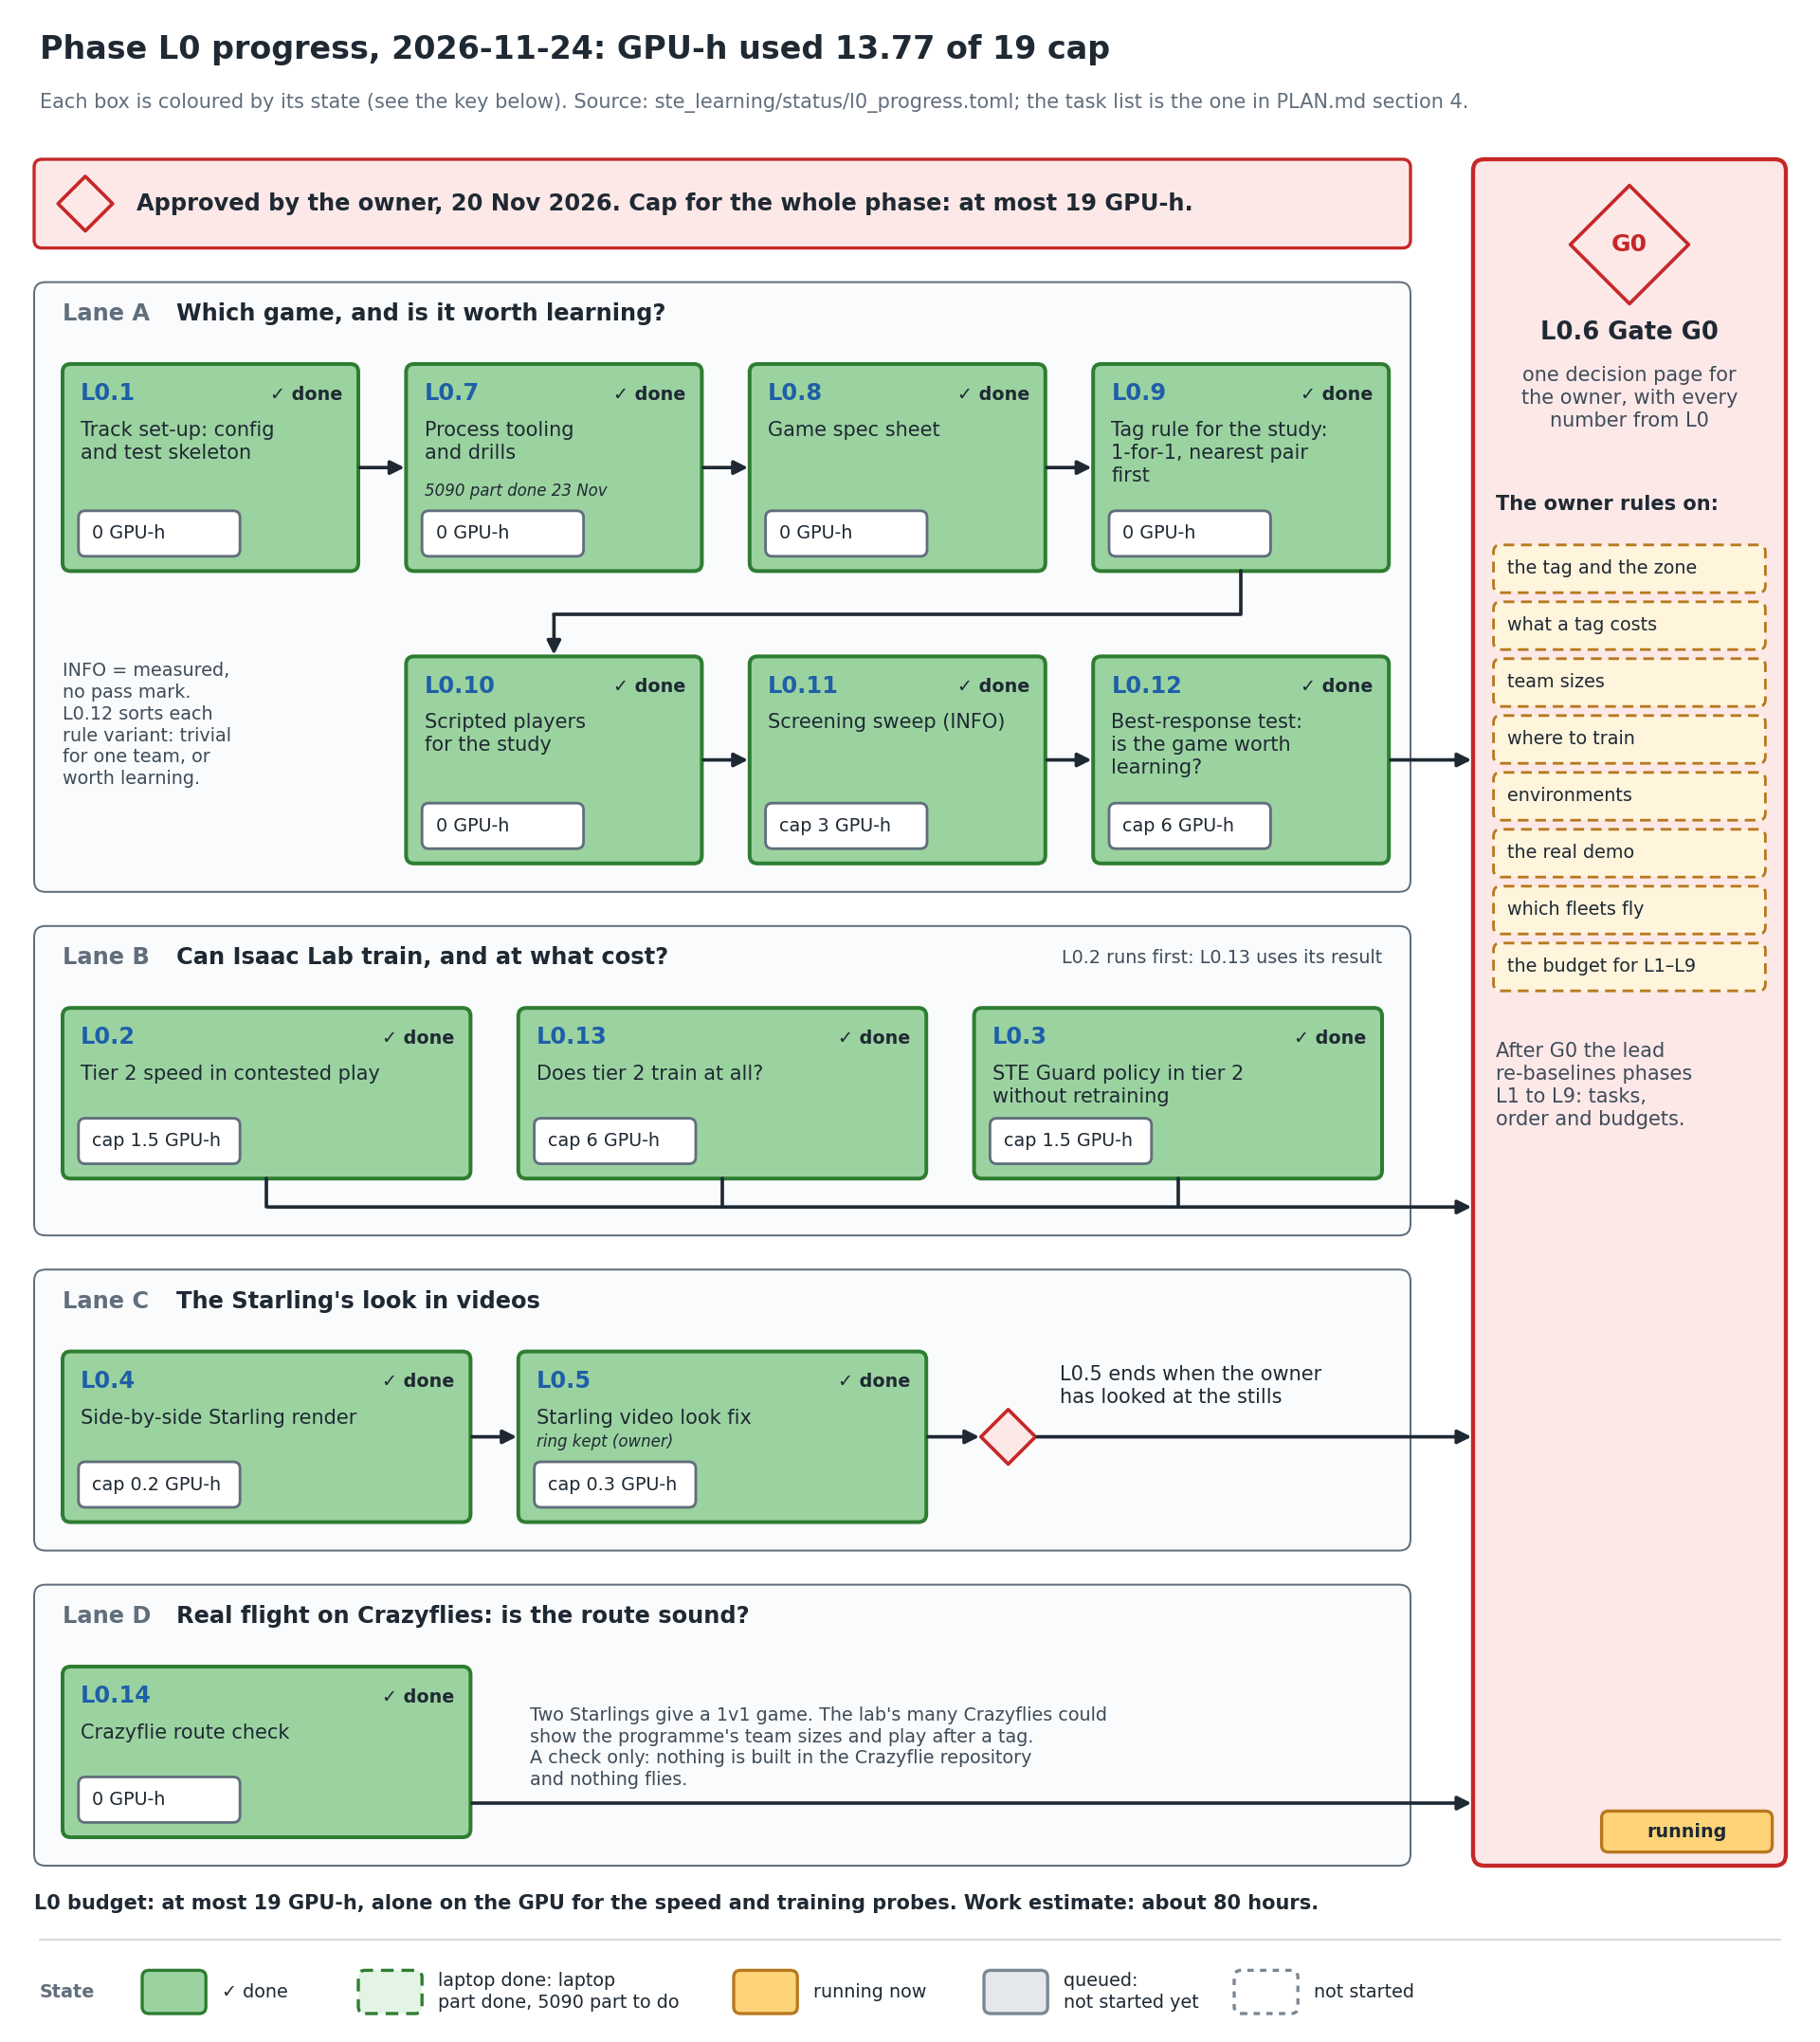 Phase L0 progress, 2026-11-24: GPU-h used 13.77 of 19 cap
Each box is coloured by its state (see the key below). Source: ste_learning/status/l0_progress.toml; the task list is the one in PLAN.md section 4.
Approved by the owner, 20 Nov 2026. Cap for the whole phase: at most 19 GPU-h.
Lane A Which game, and is it worth learning?
L0.1 ✓ done
Track set-up: config
and test skeleton
0 GPU-h
L0.7 ✓ done
Process tooling
and drills
5090 part done 23 Nov
0 GPU-h
L0.8 ✓ done
Game spec sheet
0 GPU-h
L0.9 ✓ done
Tag rule for the study:
1-for-1, nearest pair
first
0 GPU-h
INFO = measured,
no pass mark.
L0.12 sorts each
rule variant: trivial
for one team, or
worth learning.
L0.10 ✓ done
Scripted players
for the study
0 GPU-h
L0.11 ✓ done
Screening sweep (INFO)
cap 3 GPU-h
L0.12 ✓ done
Best-response test:
is the game worth
learning?
cap 6 GPU-h
Lane B Can Isaac Lab train, and at what cost?
L0.2 runs first: L0.13 uses its result
L0.2 ✓ done
Tier 2 speed in contested play
cap 1.5 GPU-h
L0.13 ✓ done
Does tier 2 train at all?
cap 6 GPU-h
L0.3 ✓ done
STE Guard policy in tier 2
without retraining
cap 1.5 GPU-h
Lane C The Starling's look in videos
L0.4 ✓ done
Side-by-side Starling render
cap 0.2 GPU-h
L0.5 ✓ done
Starling video look fix
ring kept (owner)
cap 0.3 GPU-h
L0.5 ends when the owner
has looked at the stills
Lane D Real flight on Crazyflies: is the route sound?
L0.14 ✓ done
Crazyflie route check
0 GPU-h
Two Starlings give a 1v1 game. The lab's many Crazyflies could
show the programme's team sizes and play after a tag.
A check only: nothing is built in the Crazyflie repository
and nothing flies.
G0
L0.6 Gate G0
one decision page for
the owner, with every
number from L0
The owner rules on:
the tag and the zone
what a tag costs
team sizes
where to train
environments
the real demo
which fleets fly
the budget for L1–L9
After G0 the lead
re-baselines phases
L1 to L9: tasks,
order and budgets.
running
L0 budget: at most 19 GPU-h, alone on the GPU for the speed and training probes. Work estimate: about 80 hours.
State
✓ done
laptop done: laptop
part done, 5090 part to do
running now
queued:
not started yet
not started